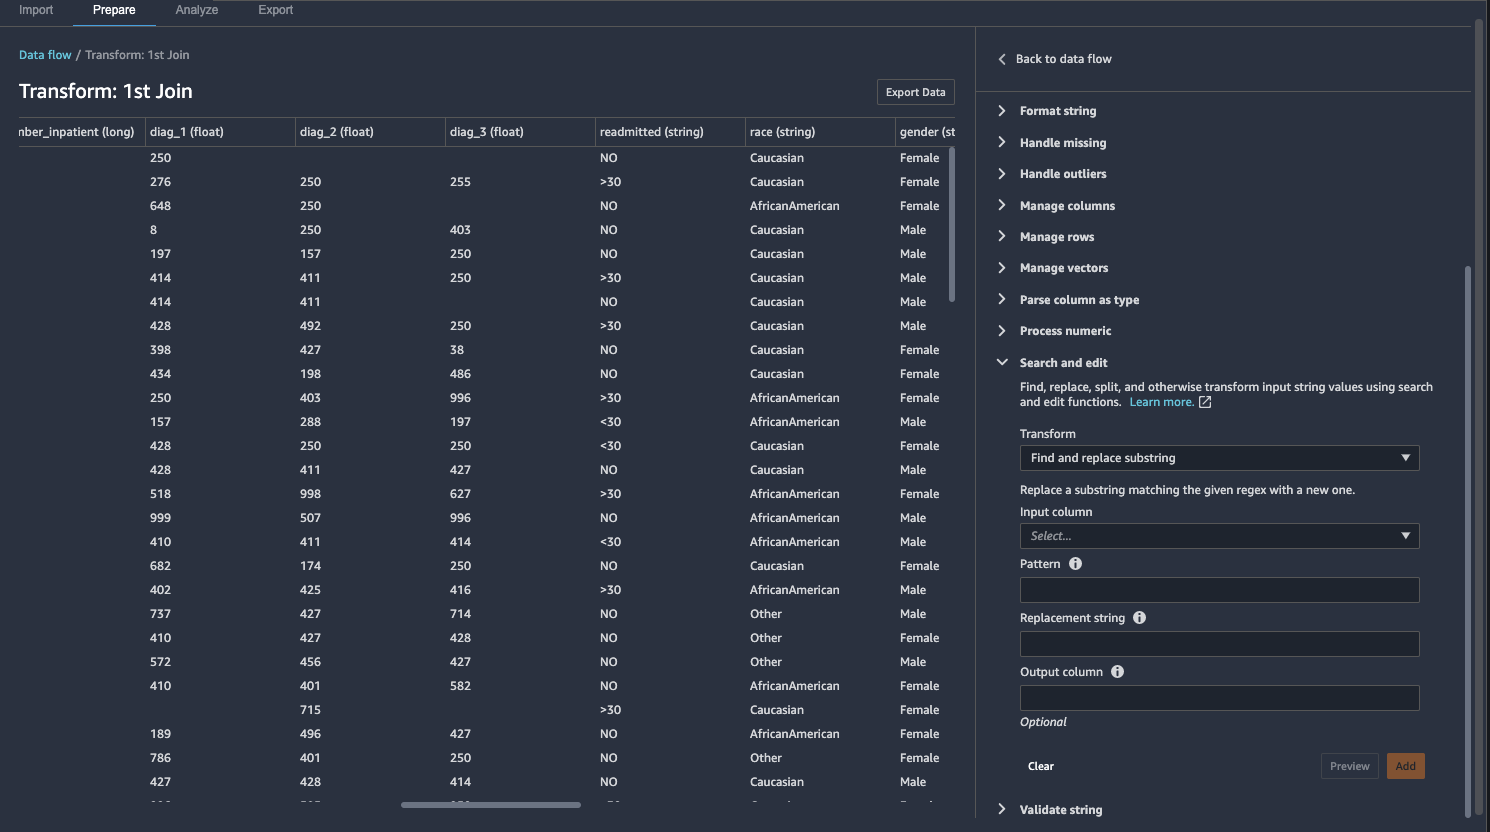 Import Prepare Analyze Export
Data flow / Transform: 1st Join
Transform: 1st Join
Export Data
nber_inpatient (long) diag_1 (float) diag_2 (float) diag_3 (float) readmitted (string) race (string) gender (st
250 NO Caucasian Female
276 250 255 >30 Caucasian Female
648 250 NO AfricanAmerican Female
8 250 403 NO Caucasian Male
197 157 250 NO Caucasian Male
414 411 250 >30 Caucasian Male
414 411 NO Caucasian Male
428 492 250 >30 Caucasian Male
398 427 38 NO Caucasian Female
434 198 486 NO Caucasian Female
250 403 996 >30 AfricanAmerican Female
157 288 197 <30 AfricanAmerican Male
428 250 250 <30 Caucasian Female
428 411 427 NO Caucasian Male
518 998 627 >30 AfricanAmerican Female
999 507 996 NO AfricanAmerican Male
410 411 414 <30 AfricanAmerican Male
682 174 250 NO Caucasian Female
402 425 416 >30 AfricanAmerican Male
737 427 714 NO Other Male
410 427 428 NO Other Female
572 456 427 NO Other Male
410 401 582 NO AfricanAmerican Female
715 >30 Caucasian Female
189 496 427 NO AfricanAmerican Female
786 401 250 NO Other Female
427 428 414 NO Caucasian Male
Back to data flow
Format string
Handle missing
Handle outliers
Manage columns
Manage rows
Manage vectors
Parse column as type
Process numeric
Search and edit
Find, replace, split, and otherwise transform input string values using search
and edit functions. Learn more.
Transform
Find and replace substring
Replace a substring matching the given regex with a new one.
Input column
Select...
Pattern
Replacement string
Output column
Optional
Clear Preview Add
Validate string